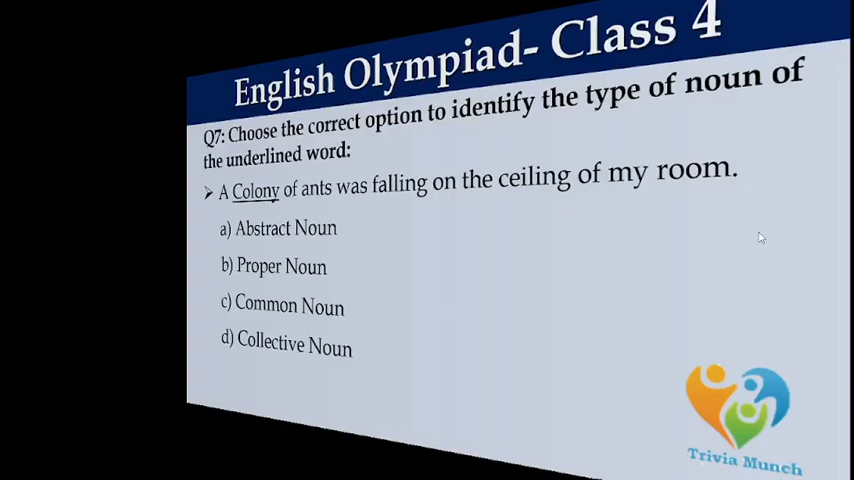 English Olympiad- Class 4
Q7: Choose the correct option to identify the type of noun of
the underlined word:
➢ A Colony of ants was falling on the ceiling of my room.
a) Abstract Noun
b) Proper Noun
c) Common Noun
d) Collective Noun
Trivia Munch